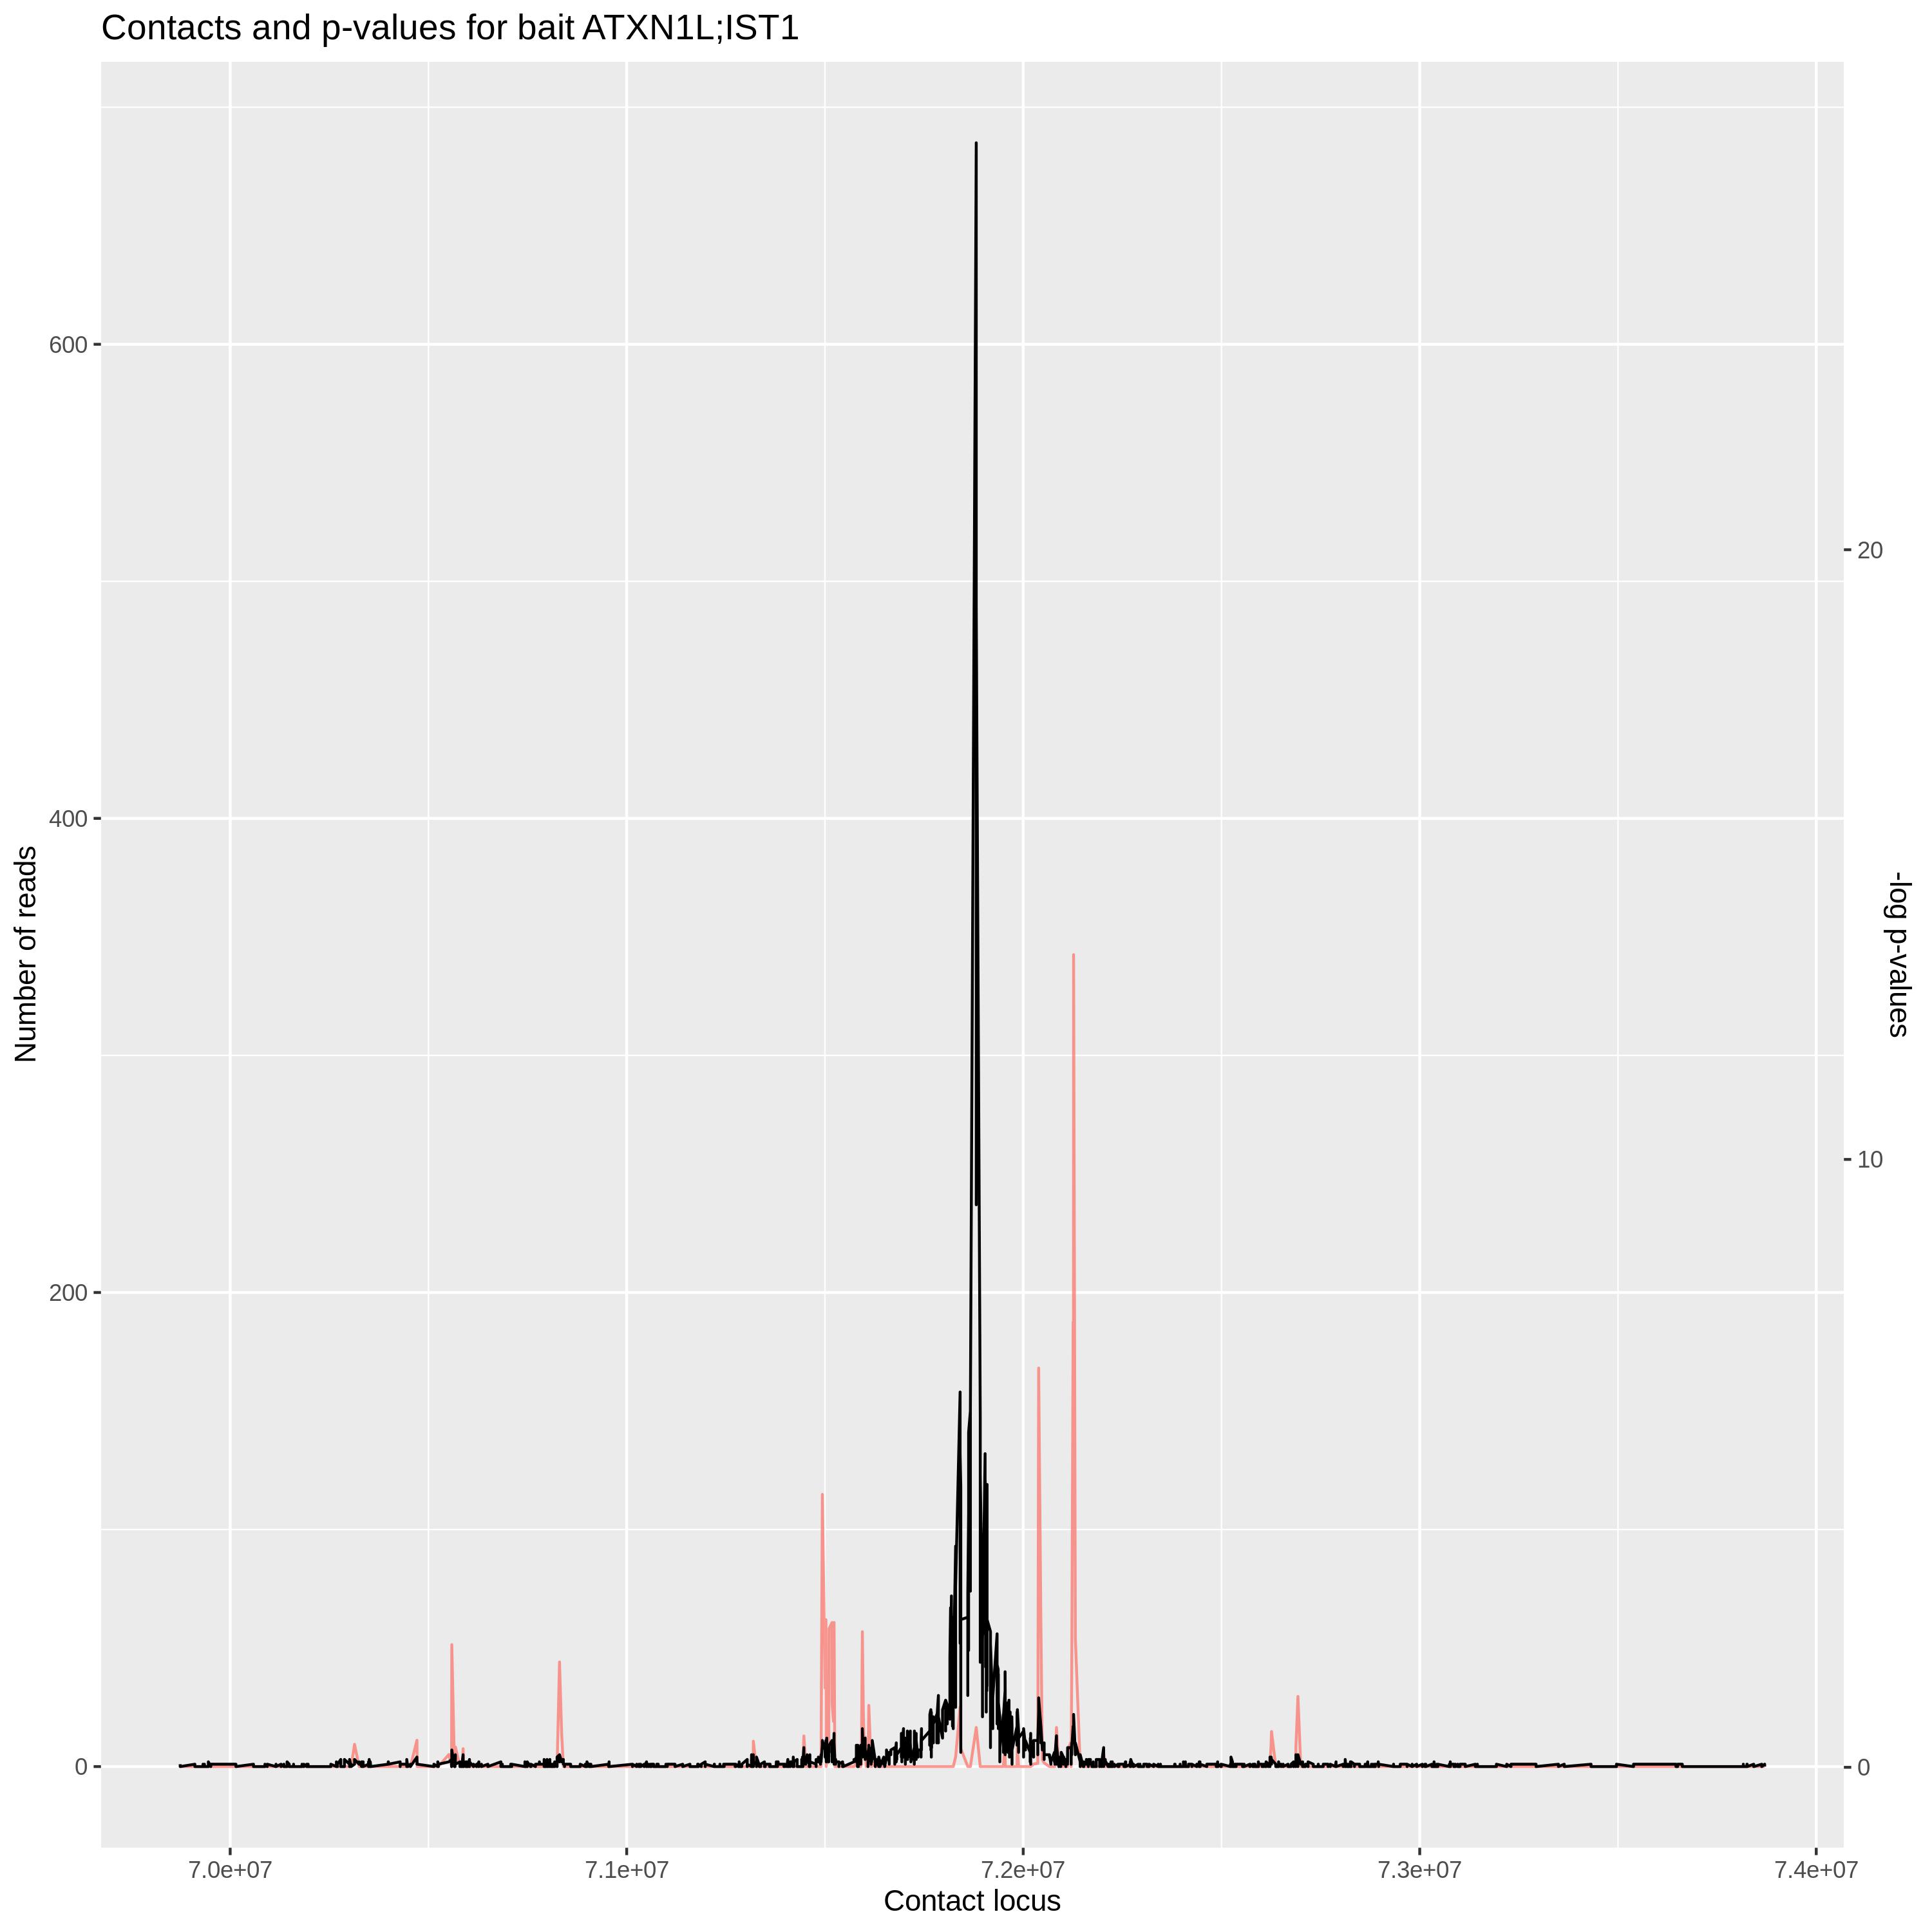 Contacts and p-values for bait ATXN1L;IST1
600
400
200
0
Number of reads
20
10
0
-log p-values
7.0e+07
7.1e+07
7.2e+07
7.3e+07
7.4e+07
Contact locus